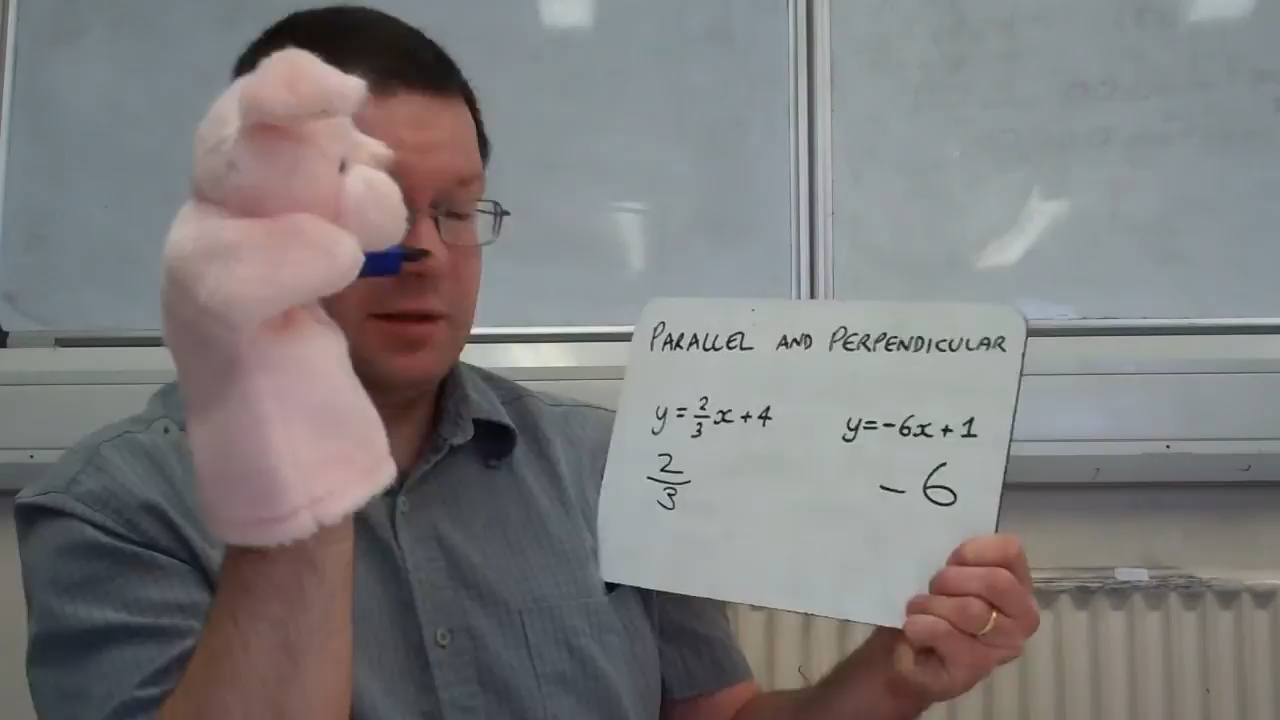 PARALLEL AND PERPENDICULAR
y=2/3x+4 y=-6x+1
2/3 -6